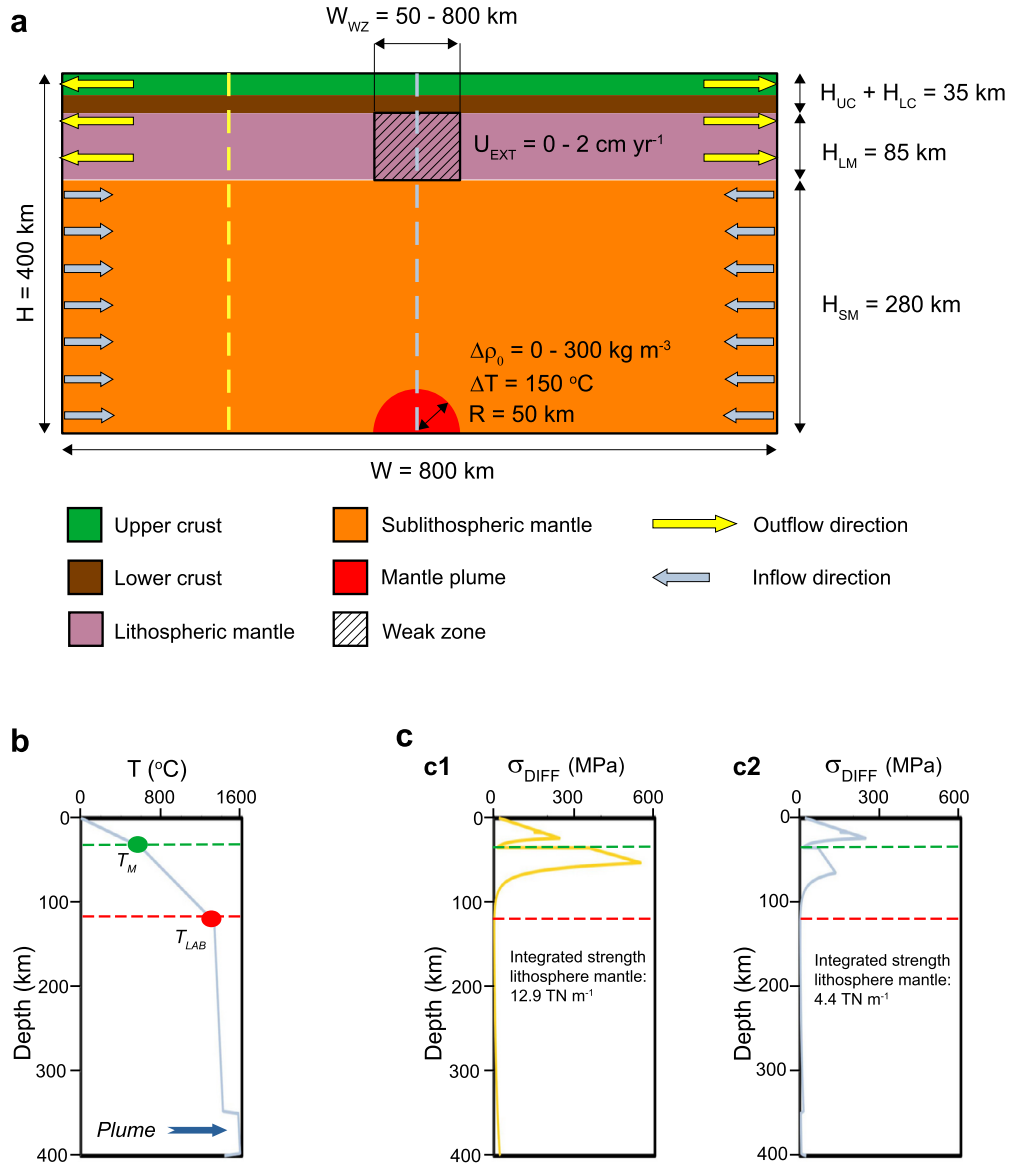 a
W_WZ = 50 - 800 km
H_UC + H_LC = 35 km
U_EXT = 0 - 2 cm yr⁻¹
H_LM = 85 km
H = 400 km
H_SM = 280 km
Δρ₀ = 0 - 300 kg m⁻³
ΔT = 150 °C
R = 50 km
W = 800 km
Upper crust
Sublithospheric mantle
Outflow direction
Lower crust
Mantle plume
Inflow direction
Lithospheric mantle
Weak zone
b
T (°C)
0 800 1600
0
100
200
300
400
Depth (km)
T_M
T_LAB
Plume
c
c1
σ_DIFF (MPa)
0 300 600
0
100
200
300
400
Depth (km)
Integrated strength
lithosphere mantle:
12.9 TN m⁻¹
c2
σ_DIFF (MPa)
0 300 600
0
100
200
300
400
Depth (km)
Integrated strength
lithosphere mantle:
4.4 TN m⁻¹